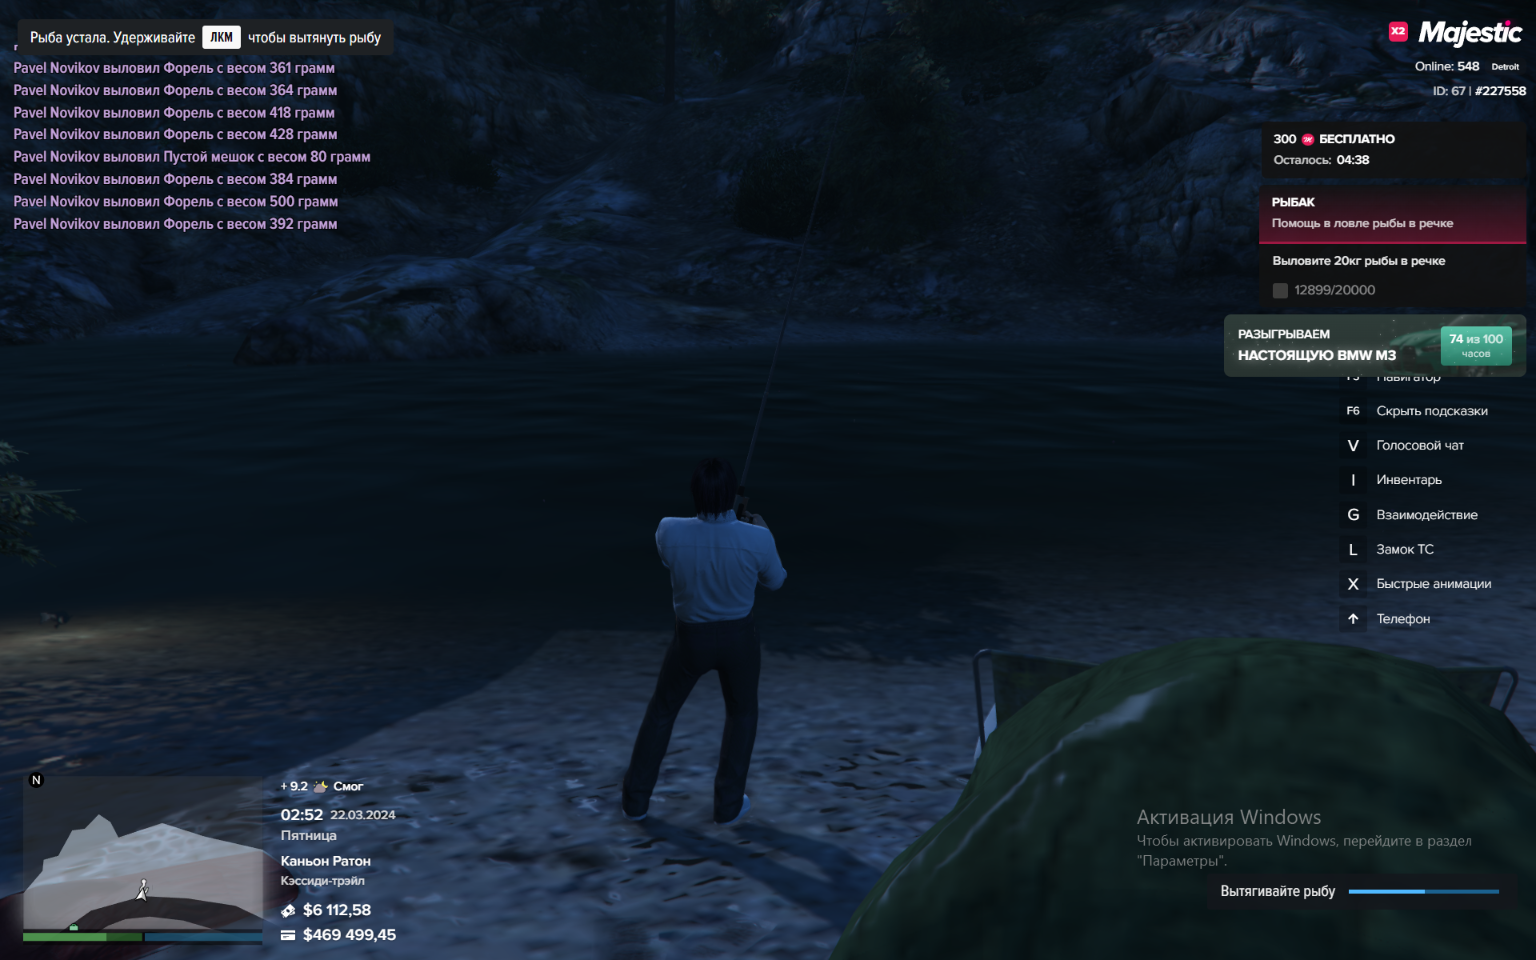 Рыба устала. Удерживайте ЛКМ чтобы вытянуть рыбу
Pavel Novikov выловил Форель с весом 361 грамм
Pavel Novikov выловил Форель с весом 364 грамм
Pavel Novikov выловил Форель с весом 418 грамм
Pavel Novikov выловил Форель с весом 428 грамм
Pavel Novikov выловил Пустой мешок с весом 80 грамм
Pavel Novikov выловил Форель с весом 384 грамм
Pavel Novikov выловил Форель с весом 500 грамм
Pavel Novikov выловил Форель с весом 392 грамм
X2 Majestic
Online: 548 Detroit
ID: 67 | #227558
300 БЕСПЛАТНО
Осталось: 04:38
РЫБАК
Помощь в ловле рыбы в речке
Выловите 20кг рыбы в речке
12899/20000
РАЗЫГРЫВАЕМ
НАСТОЯЩУЮ BMW M3
74 из 100
часов
Навигатор
F6 Скрыть подсказки
V Голосовой чат
I Инвентарь
G Взаимодействие
L Замок ТС
X Быстрые анимации
↑ Телефон
N
+ 9.2 Смог
02:52 22.03.2024
Пятница
Каньон Ратон
Кэссиди-трэйл
$6 112,58
$469 499,45
Активация Windows
Чтобы активировать Windows, перейдите в раздел
"Параметры".
Вытягивайте рыбу